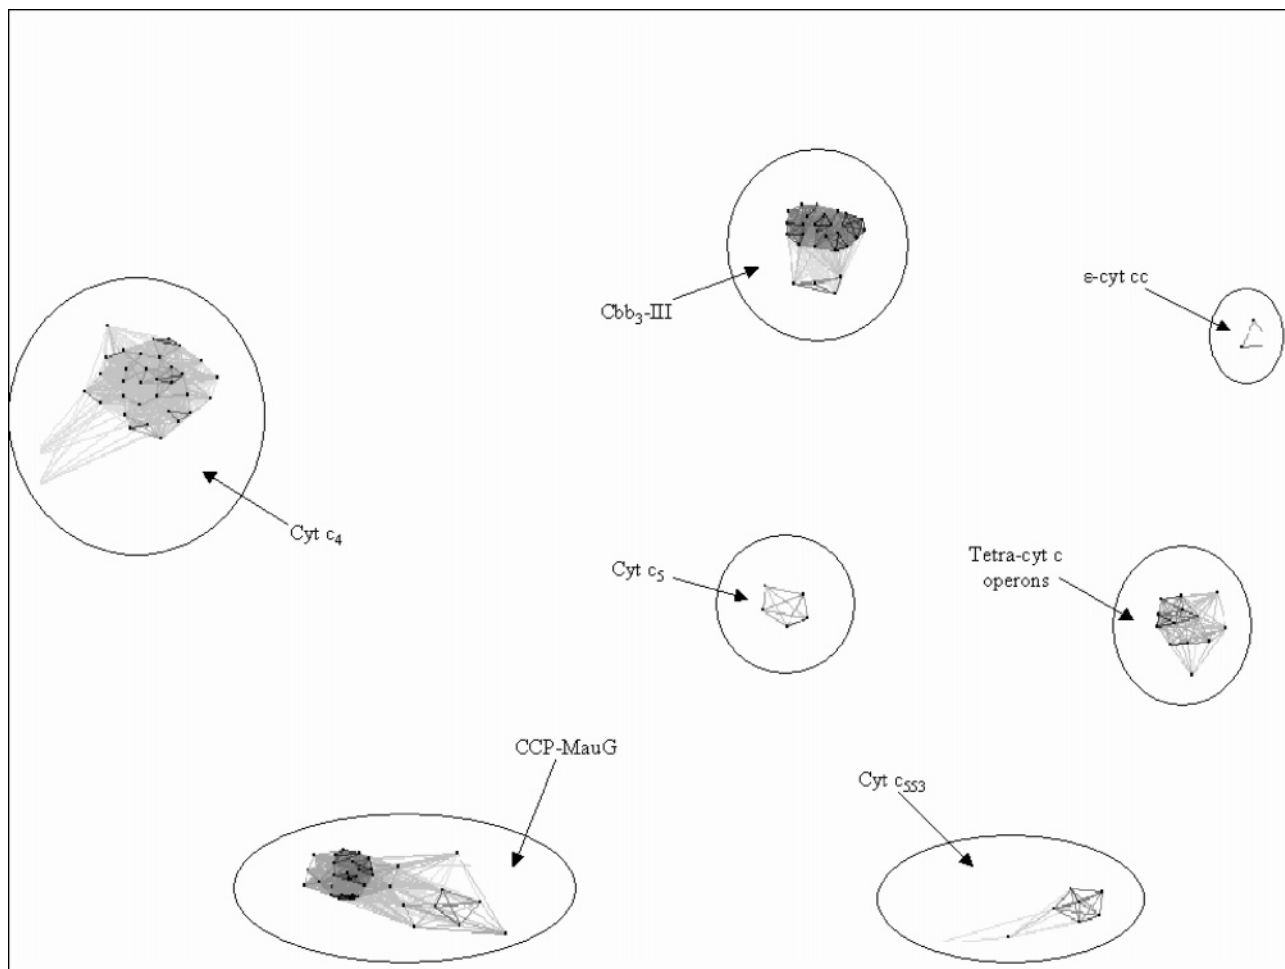 ε-cyt cc
Cbb₃-III
Cyt c₄
Tetra-cyt c
operons
Cyt c₅
CCP-MauG
Cyt c₅₅₃